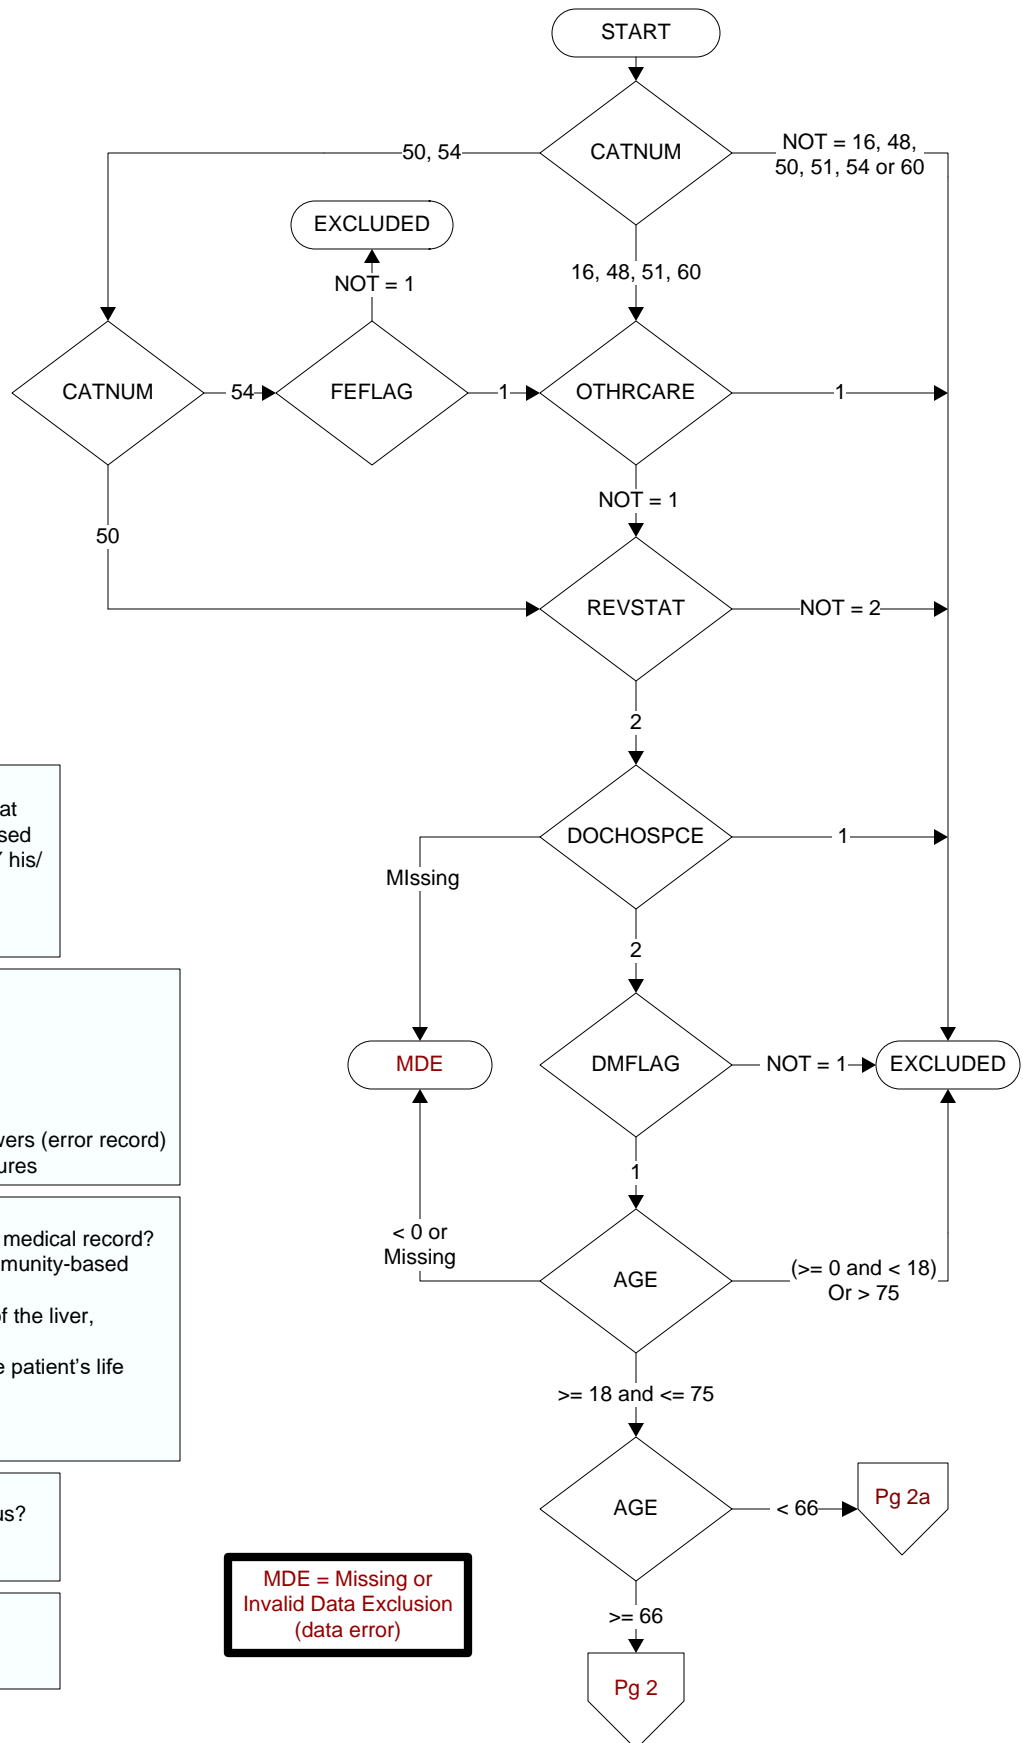 START
CATNUM
50, 54
NOT = 16, 48,
50, 51, 54 or 60
EXCLUDED
NOT = 1
16, 48, 51, 60
CATNUM
54
FEFLAG
1
OTHRCARE
1
NOT = 1
50
REVSTAT
NOT = 2
2
at
sed
his/
DOCHOSPCE
1
MIssing
2
MDE
DMFLAG
NOT = 1
EXCLUDED
wers (error record)
ures
1
medical record?
munity-based
of the liver,
e patient's life
< 0 or
Missing
AGE
(>= 0 and < 18)
Or > 75
>= 18 and <= 75
us?
AGE
< 66
Pg 2a
MDE = Missing or
Invalid Data Exclusion
(data error)
>= 66
Pg 2